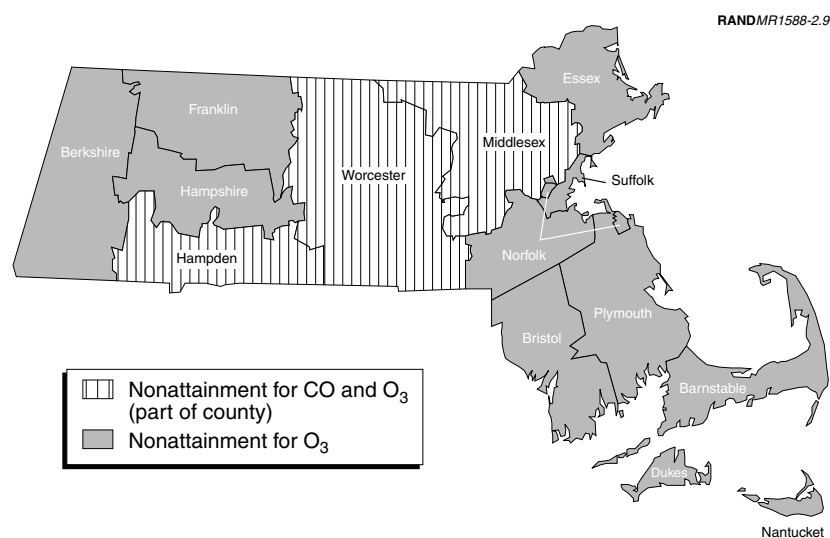 RANDMR1588-2.9
Essex
Franklin
Middlesex
Berkshire
Worcester
Suffolk
Hampshire
Norfolk
Hampden
Plymouth
Bristol
Barnstable
Nonattainment for CO and O₃
(part of county)
Nonattainment for O₃
Dukes
Nantucket